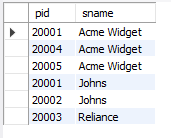 pid sname
20001 Acme Widget
20004 Acme Widget
20005 Acme Widget
20001 Johns
20002 Johns
20003 Reliance